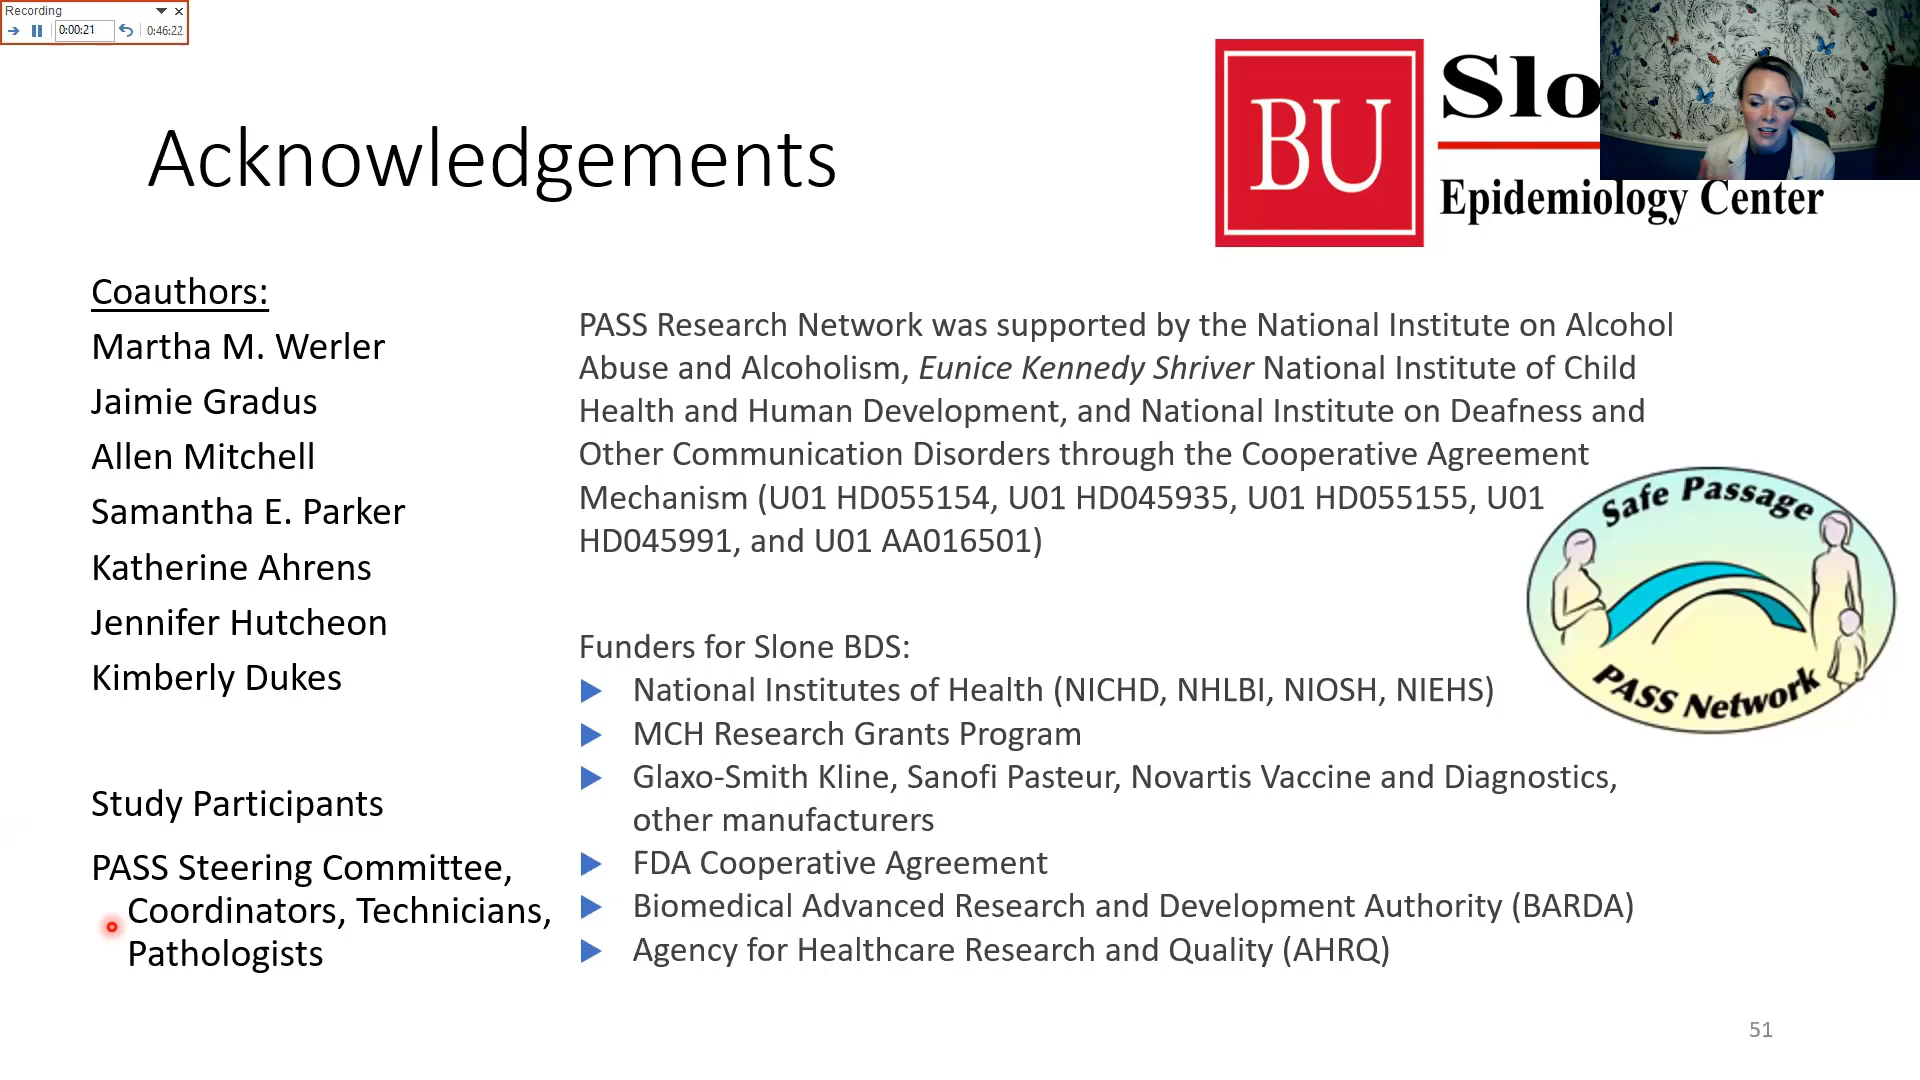 Recording
0:00:21
0:46:22
Acknowledgements
BU
Epidemiology Center
Coauthors:
Martha M. Werler
Jaimie Gradus
Allen Mitchell
Samantha E. Parker
Katherine Ahrens
Jennifer Hutcheon
Kimberly Dukes
Study Participants
PASS Steering Committee,
Coordinators, Technicians,
Pathologists
PASS Research Network was supported by the National Institute on Alcohol
Abuse and Alcoholism, Eunice Kennedy Shriver National Institute of Child
Health and Human Development, and National Institute on Deafness and
Other Communication Disorders through the Cooperative Agreement
Mechanism (U01 HD055154, U01 HD045935, U01 HD055155, U01
HD045991, and U01 AA016501)
Safe Passage
PASS Network
Funders for Slone BDS:
National Institutes of Health (NICHD, NHLBI, NIOSH, NIEHS)
MCH Research Grants Program
Glaxo-Smith Kline, Sanofi Pasteur, Novartis Vaccine and Diagnostics,
other manufacturers
FDA Cooperative Agreement
Biomedical Advanced Research and Development Authority (BARDA)
Agency for Healthcare Research and Quality (AHRQ)
51